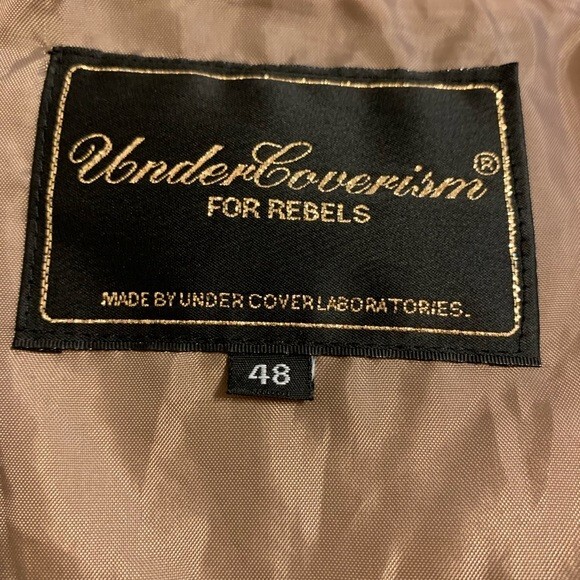 UnderCoverism®
FOR REBELS
MADE BY UNDER COVER LABORATORIES.
48